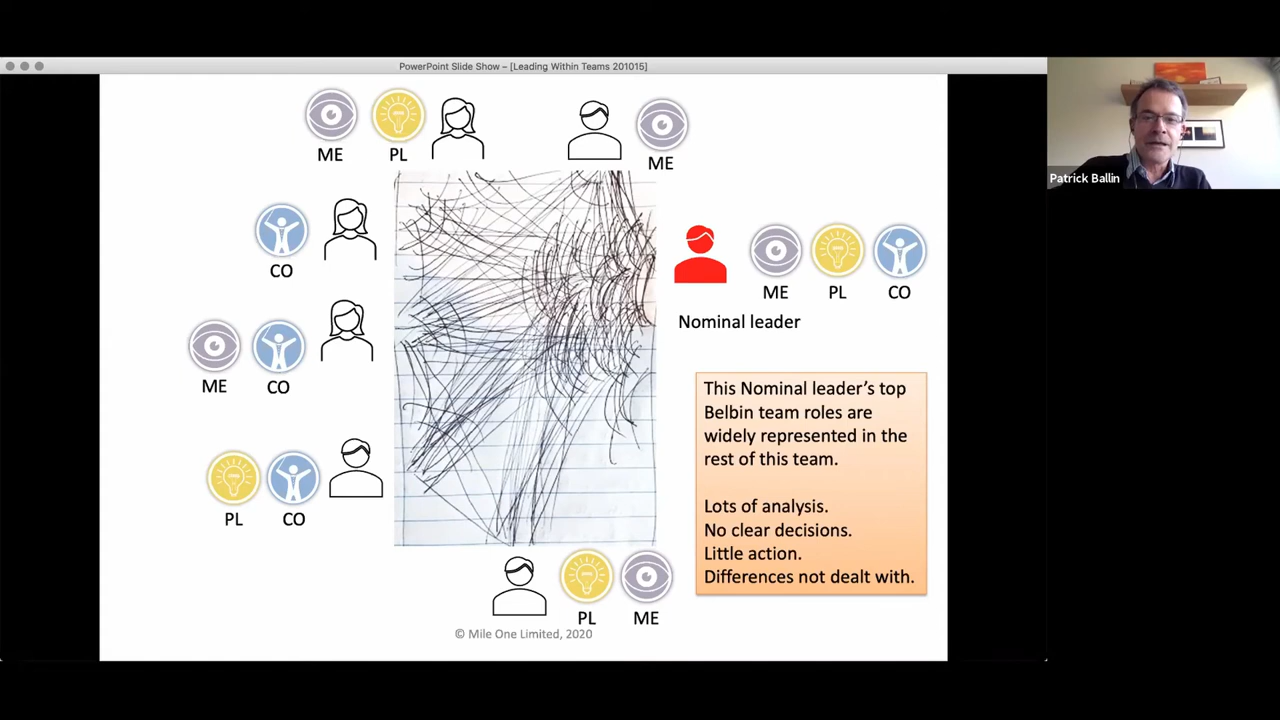 PowerPoint Slide Show – [Leading Within Teams 201015]
Patrick Ballin
ME PL
ME
CO
ME PL CO
Nominal leader
ME CO
This Nominal leader's top
Belbin team roles are
widely represented in the
rest of this team.
Lots of analysis.
No clear decisions.
Little action.
Differences not dealt with.
PL CO
PL ME
© Mile One Limited, 2020